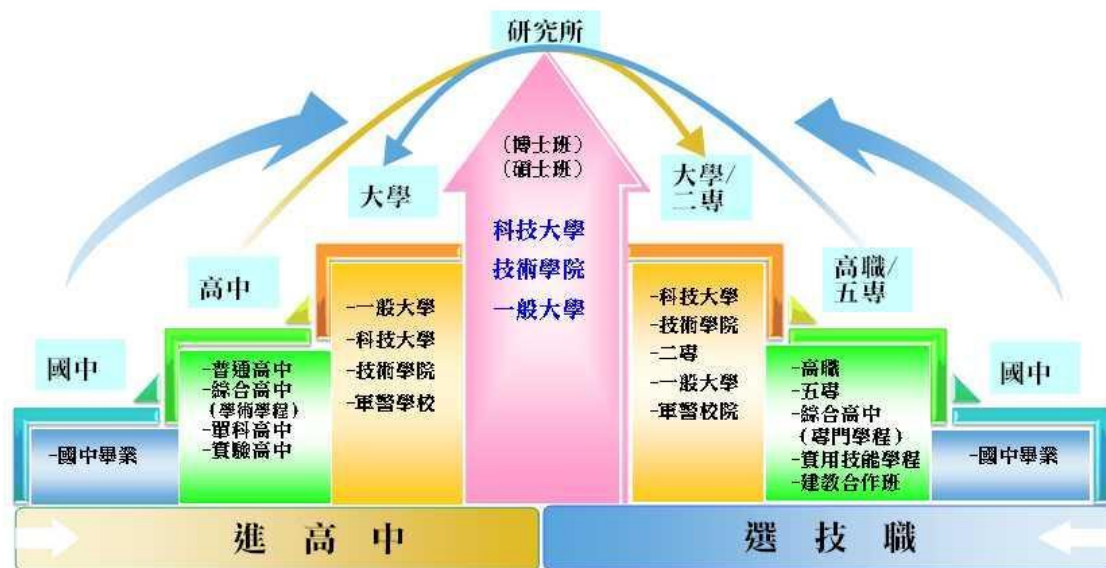 研究所
(博士班)
(碩士班)
科技大學
技術學院
一般大學
大學
大學/
二專
高中
高職/
五專
國中
國中
-國中畢業
-普通高中
-綜合高中
(學術學程)
-單科高中
-實驗高中
-一般大學
-科技大學
-技術學院
-軍警學校
-科技大學
-技術學院
-二專
-一般大學
-軍警校院
-高職
-五專
-綜合高中
(專門學程)
-實用技能學程
-建教合作班
-國中畢業
進高中
選技職